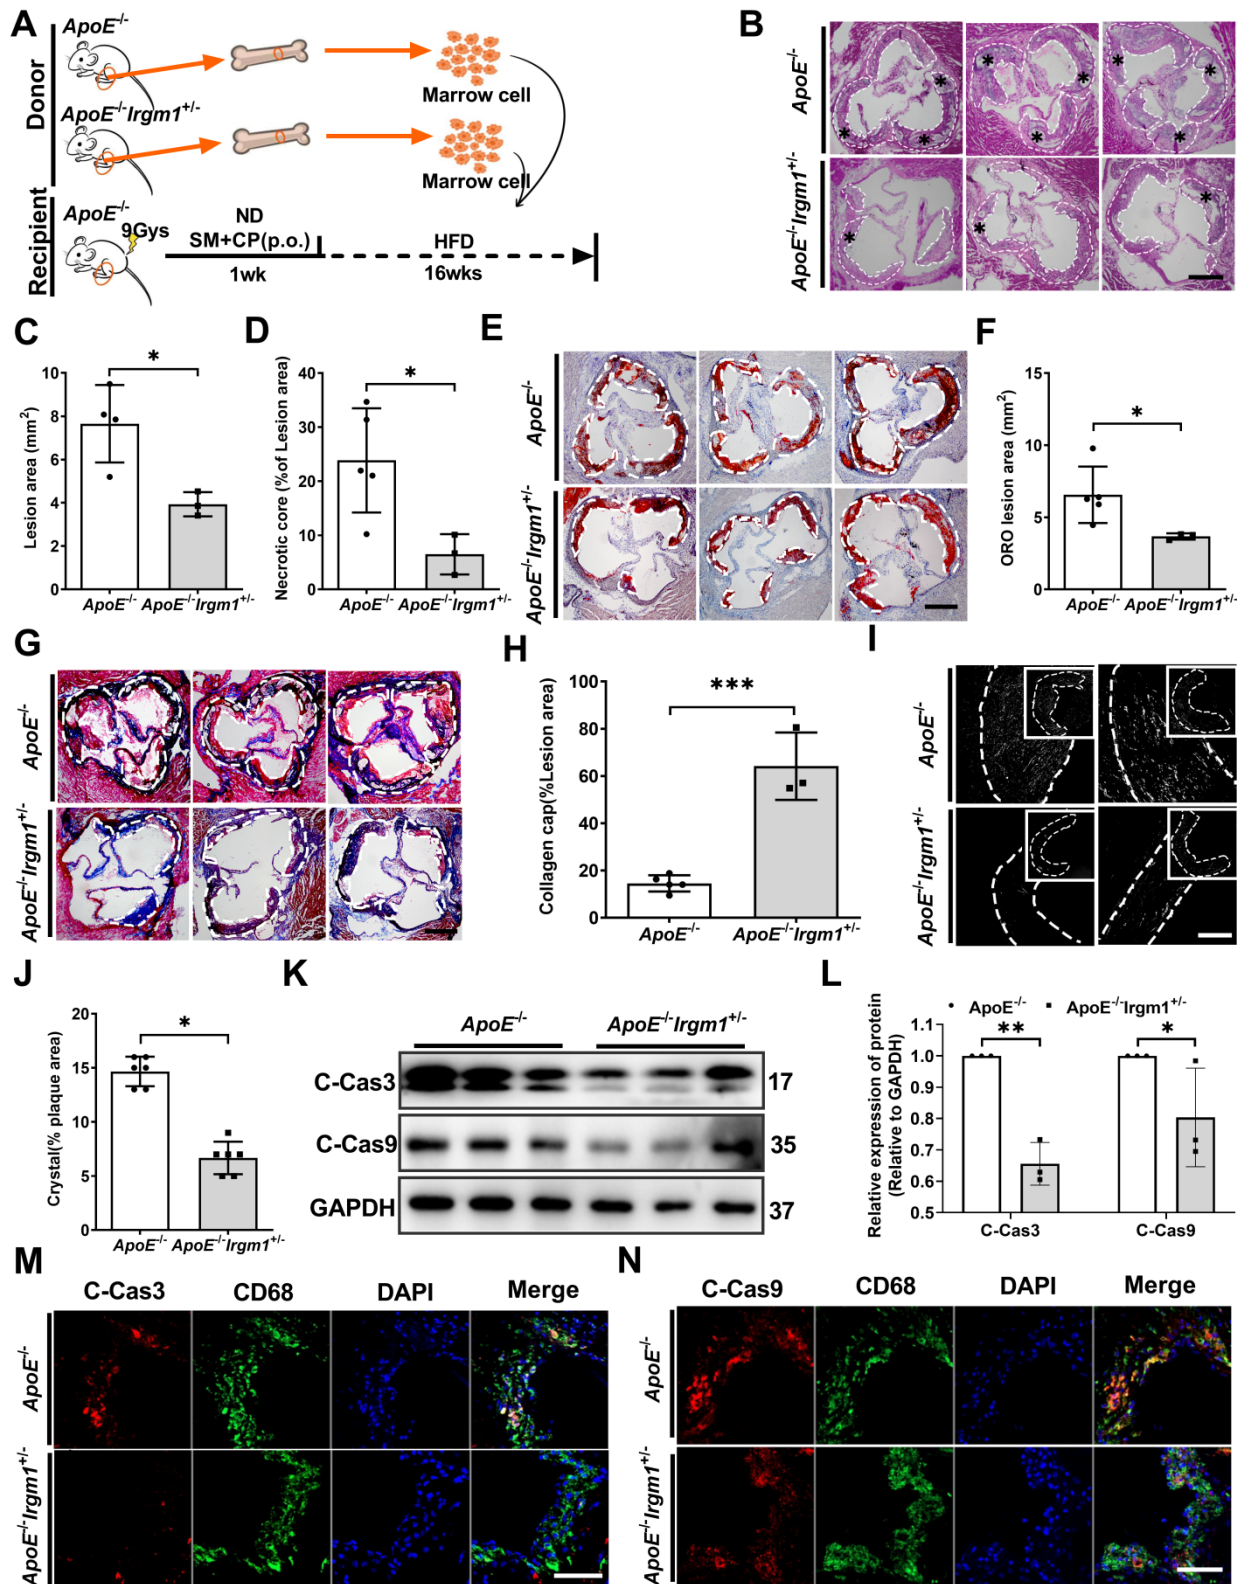 A
Donor
Recipient
ApoE-/-
Marrow cell
ApoE-/-Irgm1+/-
Marrow cell
ApoE-/-
9Gys
ND
SM+CP(p.o.)
1wk
HFD
16wks
B
ApoE-/-
ApoE-/-Irgm1+/-
* * * * * * *
* * *
C
Lesion area (mm2)
10
8
6
4
2
0
*
ApoE-/- ApoE-/-Irgm1+/-
D
Necrotic core (%of Lesion area)
40
30
20
10
0
*
ApoE-/- ApoE-/-Irgm1+/-
E
ApoE-/-
ApoE-/-Irgm1+/-
F
ORO lesion area (mm2)
15
10
5
0
*
ApoE-/- ApoE-/-Irgm1+/-
G
ApoE-/-
ApoE-/-Irgm1+/-
H
Collagen cap(%Lesion area)
100
80
60
40
20
0
***
ApoE-/- ApoE-/-Irgm1+/-
I
ApoE-/-
ApoE-/-Irgm1+/-
J
Crystal(% plaque area)
20
15
10
5
0
*
ApoE-/- ApoE-/-Irgm1+/-
K
ApoE-/- ApoE-/-Irgm1+/-
C-Cas3 17
C-Cas9 35
GAPDH 37
L
ApoE-/- ApoE-/-Irgm1+/-
Relative expression of protein
(Relative to GAPDH)
1.1
1.0
0.9
0.8
0.7
0.6
0.5
** *
C-Cas3 C-Cas9
M
C-Cas3 CD68 DAPI Merge
ApoE-/-
ApoE-/-Irgm1+/-
N
C-Cas9 CD68 DAPI Merge
ApoE-/-
ApoE-/-Irgm1+/-